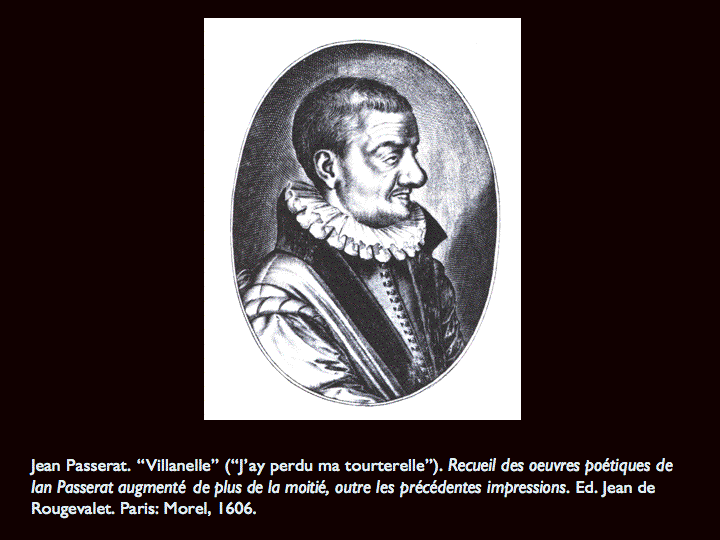 Jean Passerat. “Villanelle” (“J’ay perdu ma tourterelle”). Recueil des oeuvres poétiques de
Ian Passerat augmenté de plus de la moitié, outre les précédentes impressions. Ed. Jean de
Rougevalet. Paris: Morel, 1606.